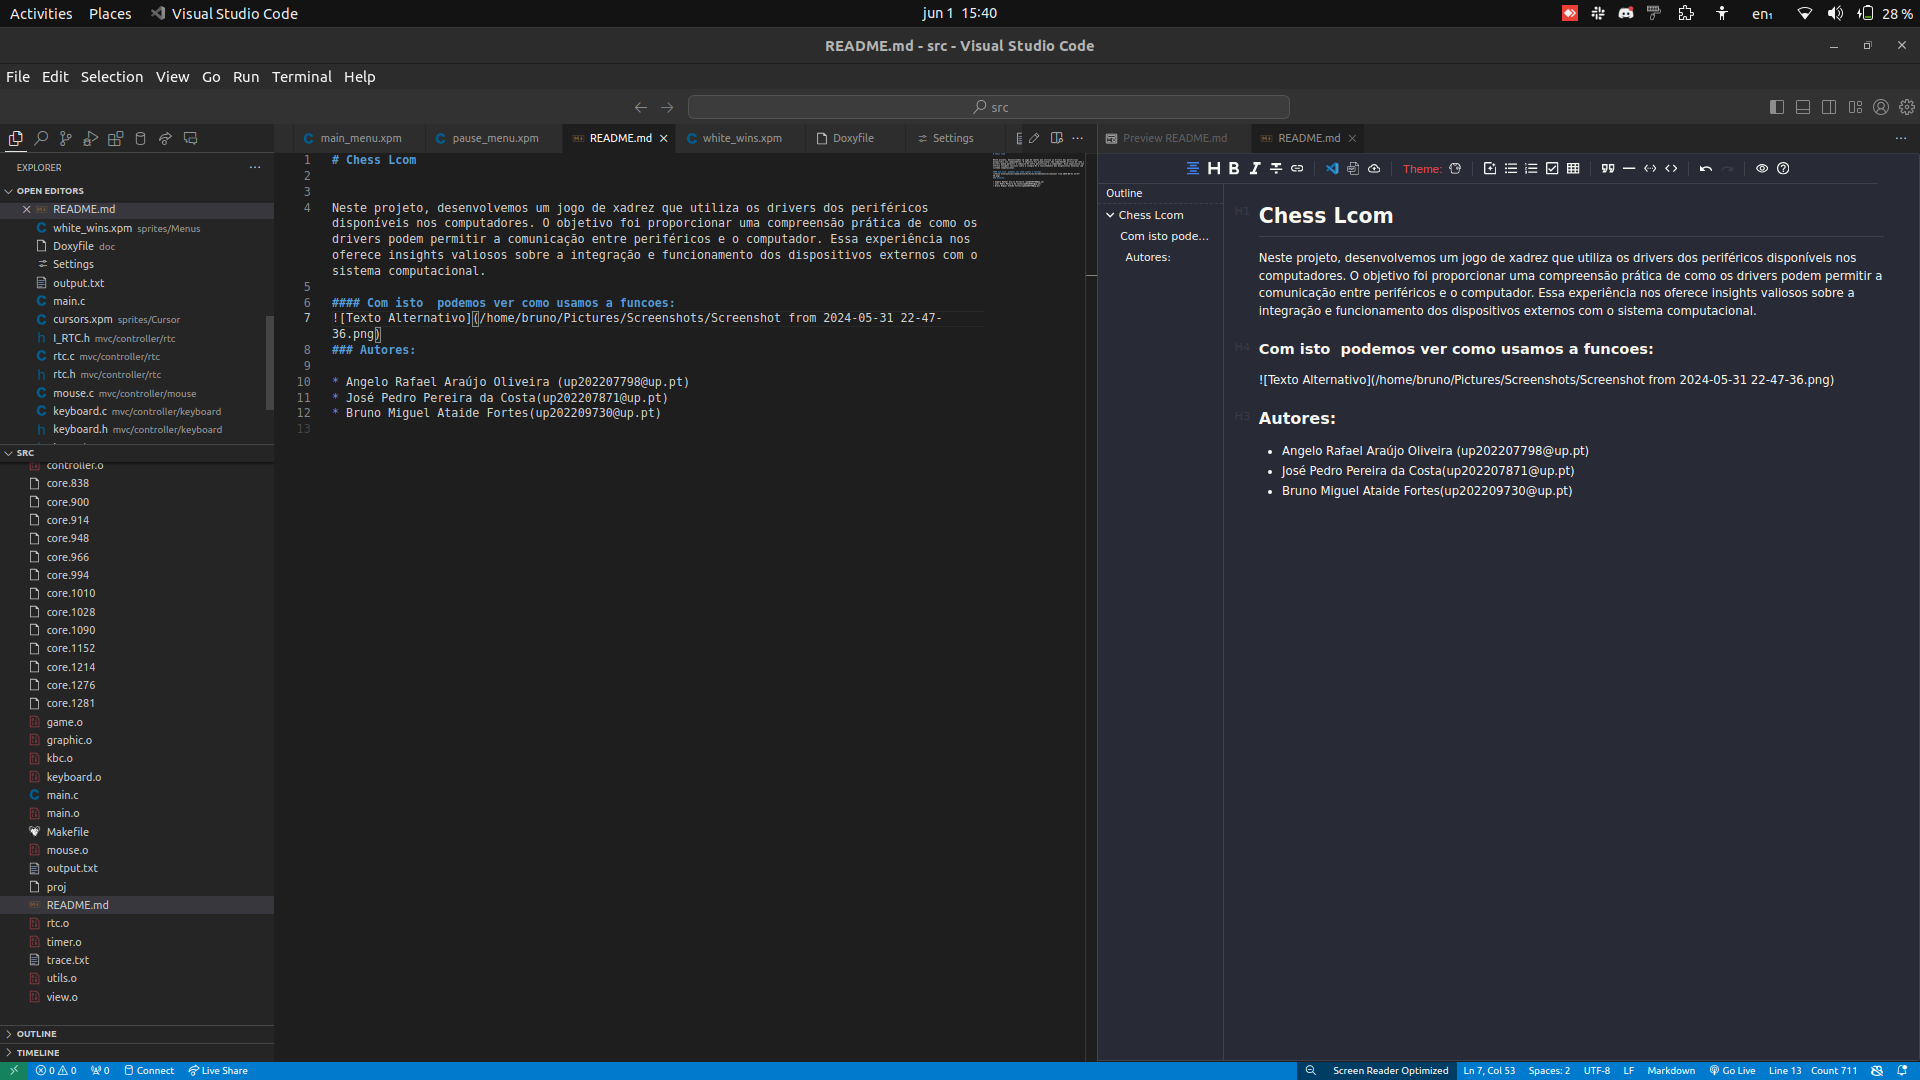 Activities Places Visual Studio Code jun 1 15:40 en₁ 28 %
README.md - src - Visual Studio Code
File Edit Selection View Go Run Terminal Help
src
main_menu.xpm pause_menu.xpm README.md white_wins.xpm Doxyfile Settings
Preview README.md README.md
EXPLORER
OPEN EDITORS
README.md
white_wins.xpm sprites/Menus
Doxyfile doc
Settings
output.txt
main.c
cursors.xpm sprites/Cursor
I_RTC.h mvc/controller/rtc
rtc.c mvc/controller/rtc
rtc.h mvc/controller/rtc
mouse.c mvc/controller/mouse
keyboard.c mvc/controller/keyboard
keyboard.h mvc/controller/keyboard
SRC
controller.o
core.838
core.900
core.914
core.948
core.966
core.994
core.1010
core.1028
core.1090
core.1152
core.1214
core.1276
core.1281
game.o
graphic.o
kbc.o
keyboard.o
main.c
main.o
Makefile
mouse.o
output.txt
proj
README.md
rtc.o
timer.o
trace.txt
utils.o
view.o
OUTLINE
TIMELINE
1 # Chess Lcom
2
3
4 Neste projeto, desenvolvemos um jogo de xadrez que utiliza os drivers dos periféricos
disponíveis nos computadores. O objetivo foi proporcionar uma compreensão prática de como os
drivers podem permitir a comunicação entre periféricos e o computador. Essa experiência nos
oferece insights valiosos sobre a integração e funcionamento dos dispositivos externos com o
sistema computacional.
5
6 #### Com isto  podemos ver como usamos a funcoes:
7 ![Texto Alternativo](/home/bruno/Pictures/Screenshots/Screenshot from 2024-05-31 22-47-
36.png)
8 ### Autores:
9
10 * Angelo Rafael Araújo Oliveira (up202207798@up.pt)
11 * José Pedro Pereira da Costa(up202207871@up.pt)
12 * Bruno Miguel Ataide Fortes(up202209730@up.pt)
13
Theme:
Outline
Chess Lcom
Com isto pode...
Autores:
H1 Chess Lcom
Neste projeto, desenvolvemos um jogo de xadrez que utiliza os drivers dos periféricos disponíveis nos
computadores. O objetivo foi proporcionar uma compreensão prática de como os drivers podem permitir a
comunicação entre periféricos e o computador. Essa experiência nos oferece insights valiosos sobre a
integração e funcionamento dos dispositivos externos com o sistema computacional.
H4 Com isto  podemos ver como usamos a funcoes:
![Texto Alternativo](/home/bruno/Pictures/Screenshots/Screenshot from 2024-05-31 22-47-36.png)
H3 Autores:
• Angelo Rafael Araújo Oliveira (up202207798@up.pt)
• José Pedro Pereira da Costa(up202207871@up.pt)
• Bruno Miguel Ataide Fortes(up202209730@up.pt)
0 0 0 Connect Live Share Screen Reader Optimized Ln 7, Col 53 Spaces: 2 UTF-8 LF Markdown Go Live Line 13 Count 711